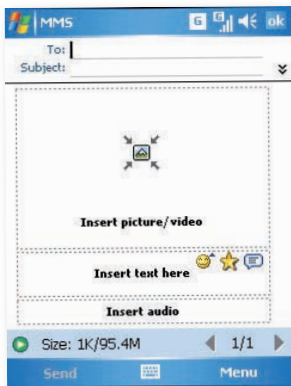 MMS G G ok
To:
Subject:
Insert picture/video
Insert text here
Insert audio
Size: 1K/95.4M 1/1
Send Menu